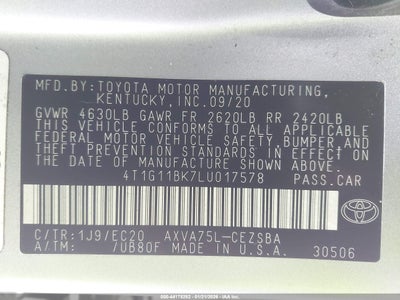 MFD.BY:TOYOTA MOTOR MANUFACTURING,
KENTUCKY,INC.09/20
GVWR 4630LB GAWR FR 2620LB RR 2420LB
THIS VEHICLE CONFORMS TO ALL APPLICABLE
FEDERAL MOTOR VEHICLE SAFETY,BUMPER,AND
THEFT PREVENTION STANDARDS IN EFFECT ON
THE DATE OF MANUFACTURE SHOWN ABOVE.
4T1G11BK7LU017578 PASS.CAR
C/TR:1J9/EC20 AXVA75L-CEZSBA
A/TM: /UB80F MADE IN U.S.A. 30506
TOYOTA